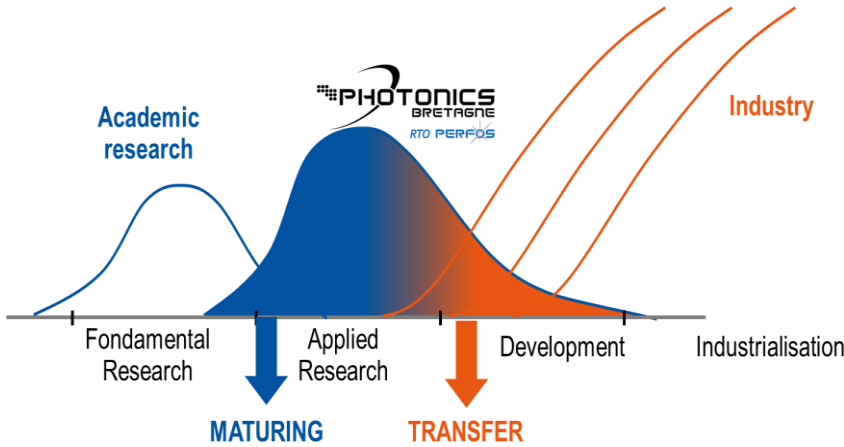 PHOTONICS
BRETAGNE
RTO PERFOS
Academic
research
Industry
Fondamental
Research
Applied
Research
Development
Industrialisation
MATURING
TRANSFER